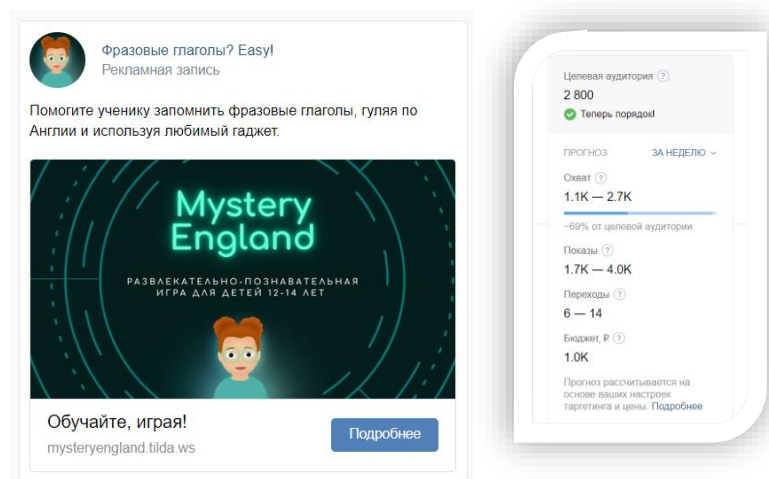 Фразовые глаголы? Easy!
Рекламная запись
Помогите ученику запомнить фразовые глаголы, гуляя по
Англии и используя любимый гаджет.
Mystery
England
РАЗВЛЕКАТЕЛЬНО-ПОЗНАВАТЕЛЬНАЯ
ИГРА ДЛЯ ДЕТЕЙ 12-14 ЛЕТ
Обучайте, играя!
mysteryengland.tilda.ws
Подробнее
Целевая аудитория ?
2 800
Теперь порядок!
ПРОГНОЗ ЗА НЕДЕЛЮ
Охват ?
1.1K — 2.7K
~69% от целевой аудитории
Показы ?
1.7K — 4.0K
Переходы ?
6 — 14
Бюджет, ₽ ?
1.0K
Прогноз рассчитывается на
основе ваших настроек
таргетинга и цены. Подробнее